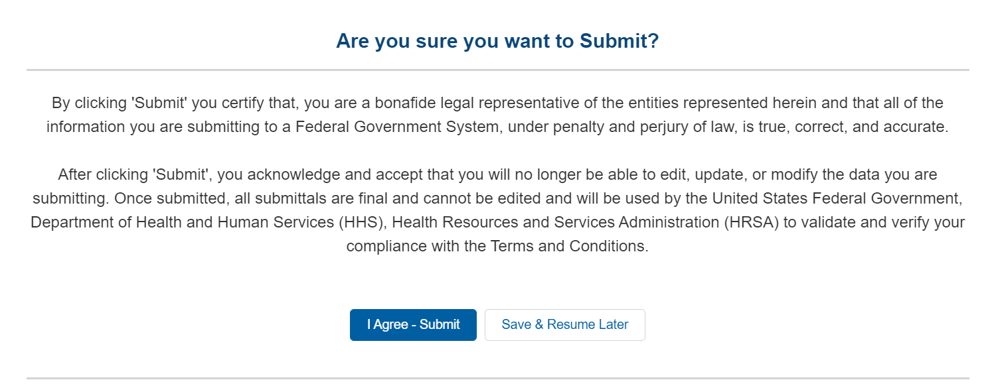 Are you sure you want to Submit?
By clicking 'Submit' you certify that, you are a bonafide legal representative of the entities represented herein and that all of the
information you are submitting to a Federal Government System, under penalty and perjury of law, is true, correct, and accurate.
After clicking 'Submit', you acknowledge and accept that you will no longer be able to edit, update, or modify the data you are
submitting. Once submitted, all submittals are final and cannot be edited and will be used by the United States Federal Government,
Department of Health and Human Services (HHS), Health Resources and Services Administration (HRSA) to validate and verify your
compliance with the Terms and Conditions.
I Agree - Submit
Save & Resume Later